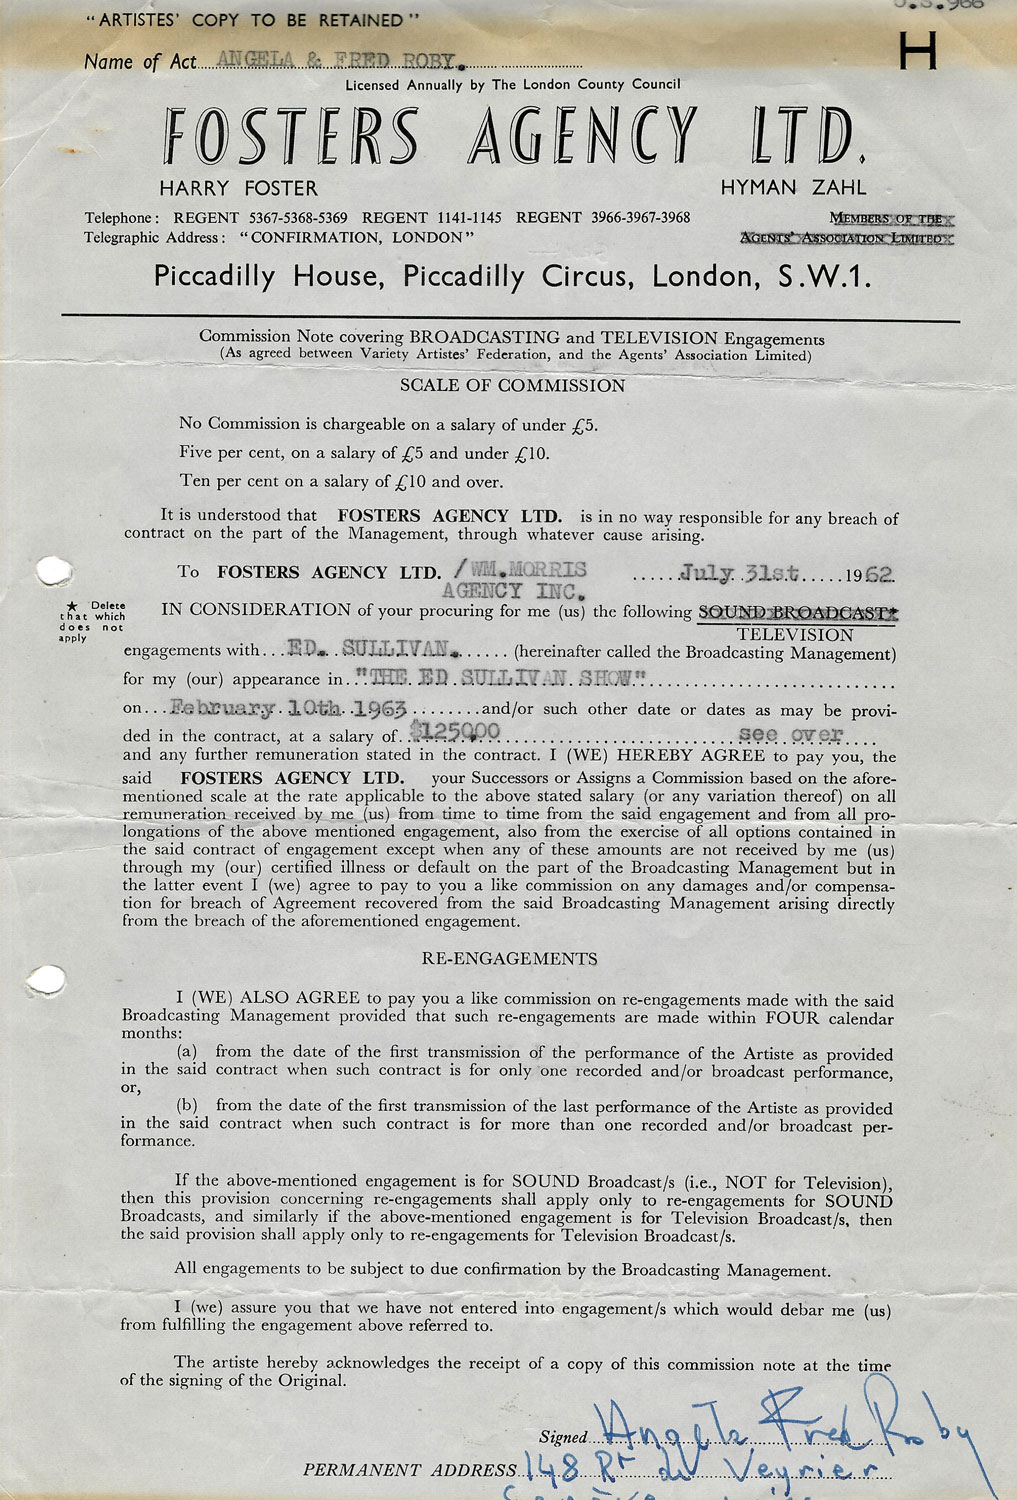 "ARTISTES' COPY TO BE RETAINED"
Name of Act ANGELA & FRED ROBY.
H
Licensed Annually by The London County Council
FOSTERS AGENCY LTD.
HARRY FOSTER HYMAN ZAHL
Telephone: REGENT 5367-5368-5369 REGENT 1141-1145 REGENT 3966-3967-3968 MEMBERS OF THE
Telegraphic Address: "CONFIRMATION, LONDON" AGENTS' ASSOCIATION LIMITED
Piccadilly House, Piccadilly Circus, London, S.W.1.
Commission Note covering BROADCASTING and TELEVISION Engagements
(As agreed between Variety Artistes' Federation, and the Agents' Association Limited)
SCALE OF COMMISSION
No Commission is chargeable on a salary of under £5.
Five per cent, on a salary of £5 and under £10.
Ten per cent on a salary of £10 and over.
It is understood that FOSTERS AGENCY LTD. is in no way responsible for any breach of
contract on the part of the Management, through whatever cause arising.
To FOSTERS AGENCY LTD. /WM.MORRIS ......July 31st.....1962.
AGENCY INC.
★ Delete
that which
does not
apply
IN CONSIDERATION of your procuring for me (us) the following SOUND BROADCAST*
TELEVISION
engagements with...ED. SULLIVAN.......(hereinafter called the Broadcasting Management)
for my (our) appearance in.."THE ED SULLIVAN SHOW"..............................
on...February 10th 1963........and/or such other date or dates as may be provi-
ded in the contract, at a salary of. $1250.00 ..............................see over....
and any further remuneration stated in the contract. I (WE) HEREBY AGREE to pay you, the
said FOSTERS AGENCY LTD. your Successors or Assigns a Commission based on the afore-
mentioned scale at the rate applicable to the above stated salary (or any variation thereof) on all
remuneration received by me (us) from time to time from the said engagement and from all pro-
longations of the above mentioned engagement, also from the exercise of all options contained in
the said contract of engagement except when any of these amounts are not received by me (us)
through my (our) certified illness or default on the part of the Broadcasting Management but in
the latter event I (we) agree to pay to you a like commission on any damages and/or compensa-
tion for breach of Agreement recovered from the said Broadcasting Management arising directly
from the breach of the aforementioned engagement.
RE-ENGAGEMENTS
I (WE) ALSO AGREE to pay you a like commission on re-engagements made with the said
Broadcasting Management provided that such re-engagements are made within FOUR calendar
months:
(a) from the date of the first transmission of the performance of the Artiste as provided
in the said contract when such contract is for only one recorded and/or broadcast performance,
or,
(b) from the date of the first transmission of the last performance of the Artiste as provided
in the said contract when such contract is for more than one recorded and/or broadcast per-
formance.
If the above-mentioned engagement is for SOUND Broadcast/s (i.e., NOT for Television),
then this provision concerning re-engagements shall apply only to re-engagements for SOUND
Broadcasts, and similarly if the above-mentioned engagement is for Television Broadcast/s, then
the said provision shall apply only to re-engagements for Television Broadcast/s.
All engagements to be subject to due confirmation by the Broadcasting Management.
I (we) assure you that we have not entered into engagement/s which would debar me (us)
from fulfilling the engagement above referred to.
The artiste hereby acknowledges the receipt of a copy of this commission note at the time
of the signing of the Original.
Signed Angela Fred Roby
PERMANENT ADDRESS 148 Rt de Veyrier